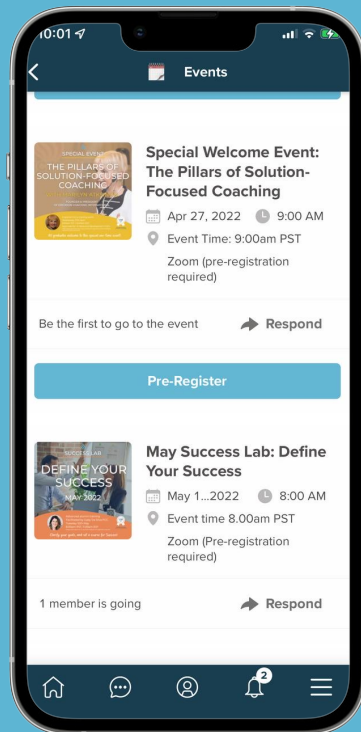 10:01
Events
SPECIAL EVENT
THE PILLARS OF
SOLUTION-FOCUSED
COACHING
Special Welcome Event:
The Pillars of Solution-
Focused Coaching
Apr 27, 2022 9:00 AM
Event Time: 9:00am PST
Zoom (pre-registration
required)
Be the first to go to the event Respond
Pre-Register
SUCCESS LAB
DEFINE YOUR
SUCCESS
MAY 2022
May Success Lab: Define
Your Success
May 1...2022 8:00 AM
Event time 8.00am PST
Zoom (Pre-registration
required)
1 member is going Respond
2